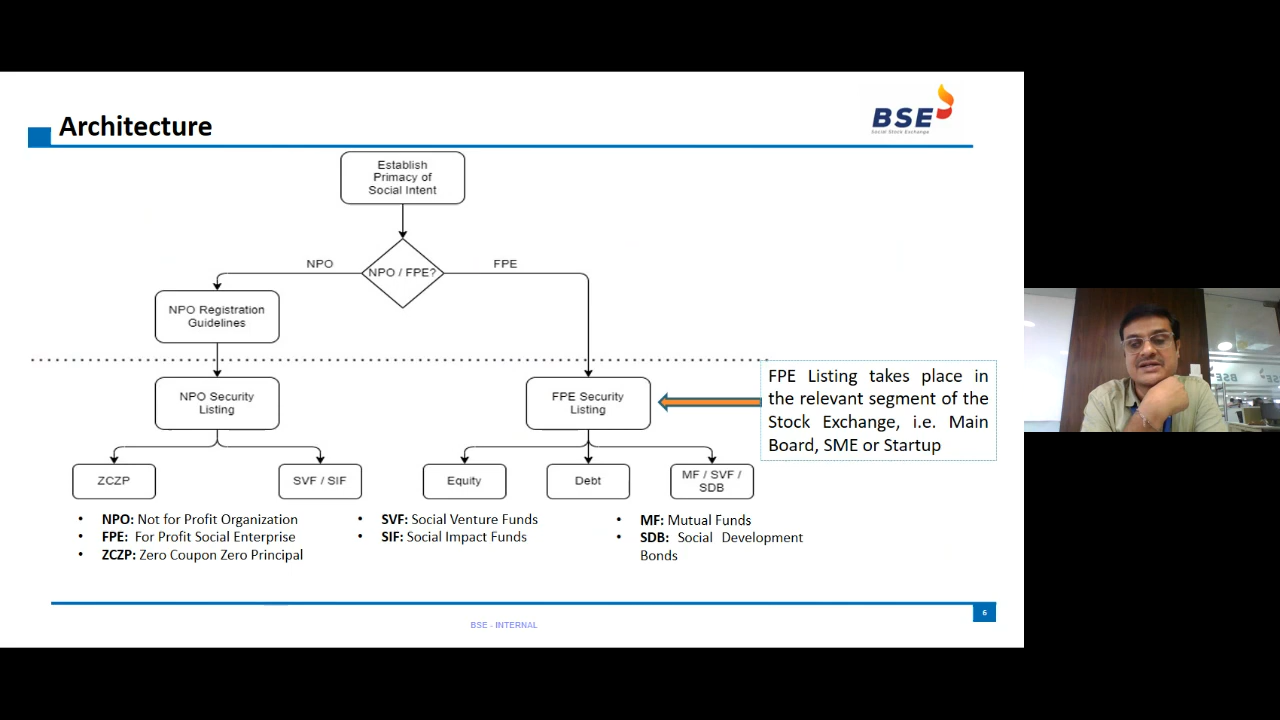 Architecture
BSE
Social Stock Exchange
Establish
Primacy of
Social Intent
NPO
NPO / FPE?
FPE
NPO Registration
Guidelines
NPO Security
Listing
FPE Security
Listing
FPE Listing takes place in
the relevant segment of the
Stock Exchange, i.e. Main
Board, SME or Startup
ZCZP
SVF / SIF
Equity
Debt
MF / SVF /
SDB
• NPO: Not for Profit Organization
• FPE: For Profit Social Enterprise
• ZCZP: Zero Coupon Zero Principal
• SVF: Social Venture Funds
• SIF: Social Impact Funds
• MF: Mutual Funds
• SDB: Social Development
Bonds
BSE - INTERNAL
6